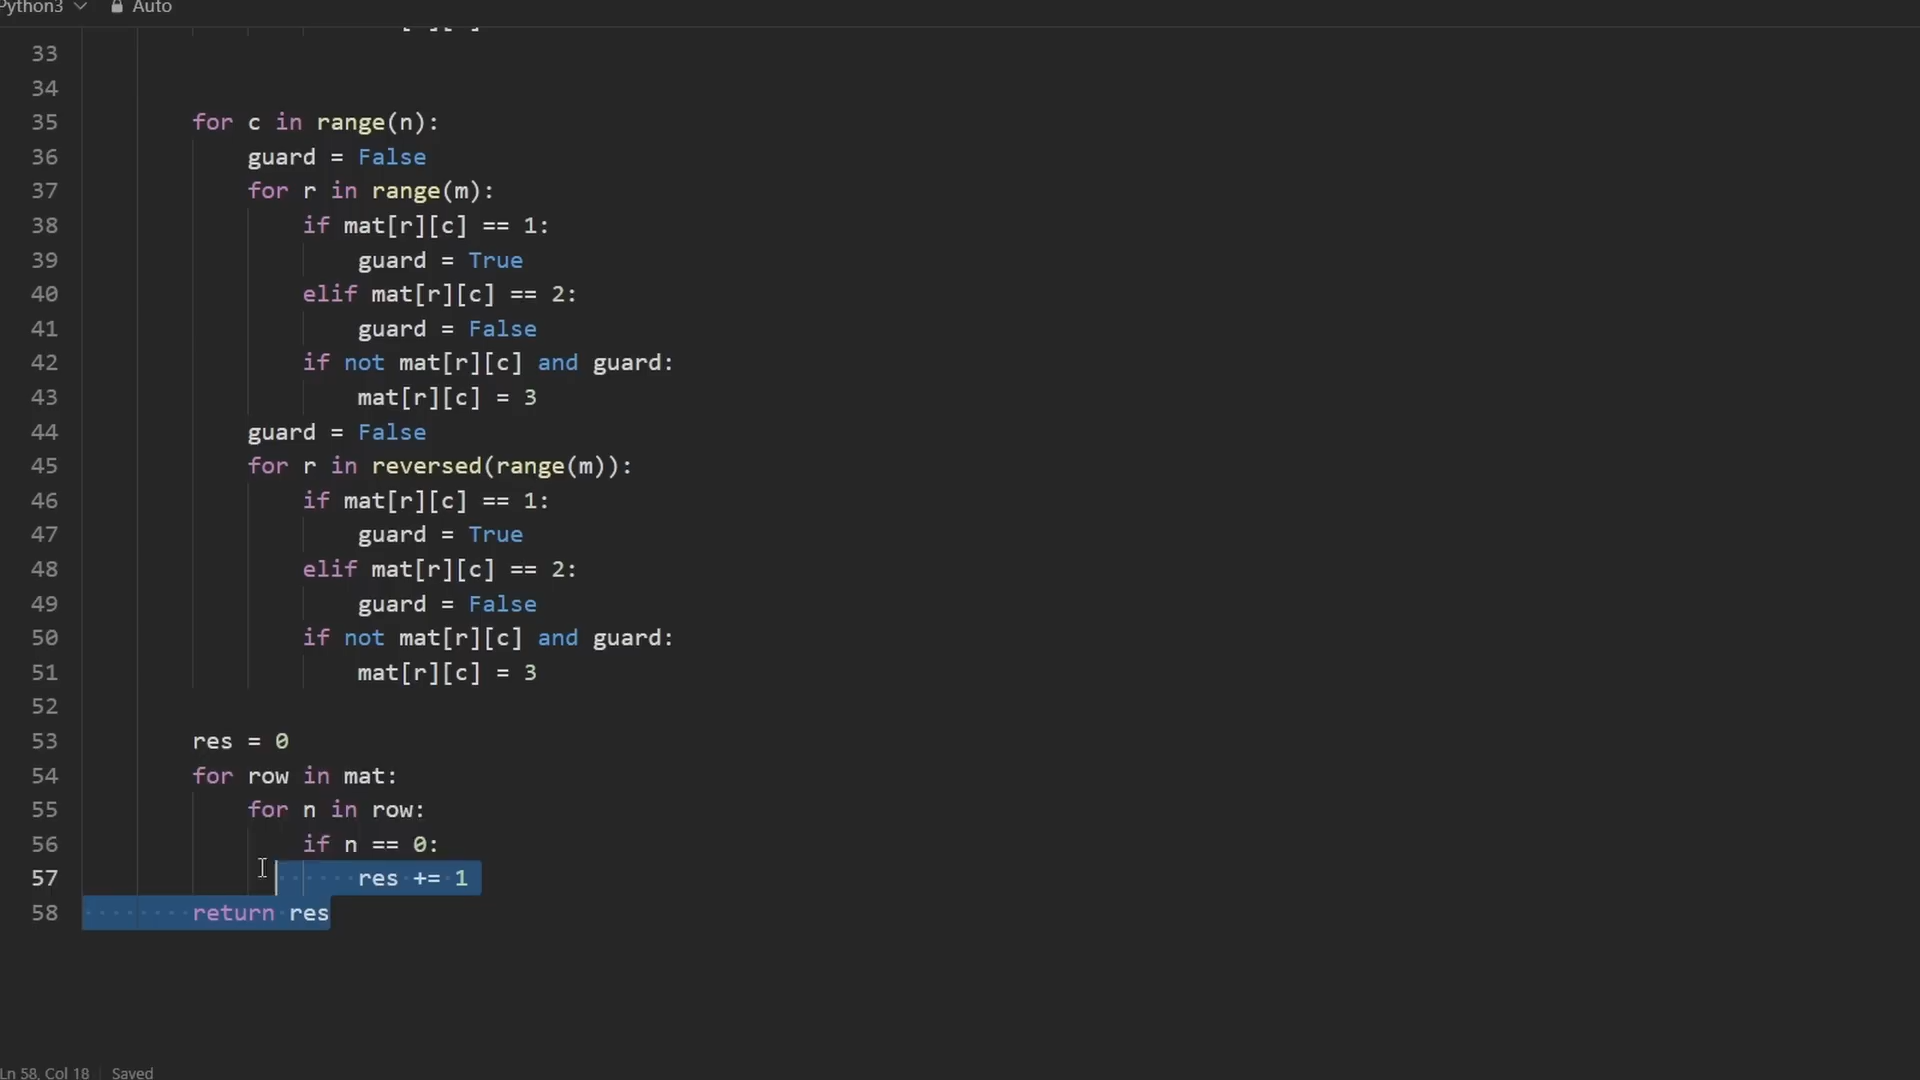 Python3 Auto
33
34
35 for c in range(n):
36 guard = False
37 for r in range(m):
38 if mat[r][c] == 1:
39 guard = True
40 elif mat[r][c] == 2:
41 guard = False
42 if not mat[r][c] and guard:
43 mat[r][c] = 3
44 guard = False
45 for r in reversed(range(m)):
46 if mat[r][c] == 1:
47 guard = True
48 elif mat[r][c] == 2:
49 guard = False
50 if not mat[r][c] and guard:
51 mat[r][c] = 3
52
53 res = 0
54 for row in mat:
55 for n in row:
56 if n == 0:
57 res += 1
58 return res
Ln 58, Col 18 Saved